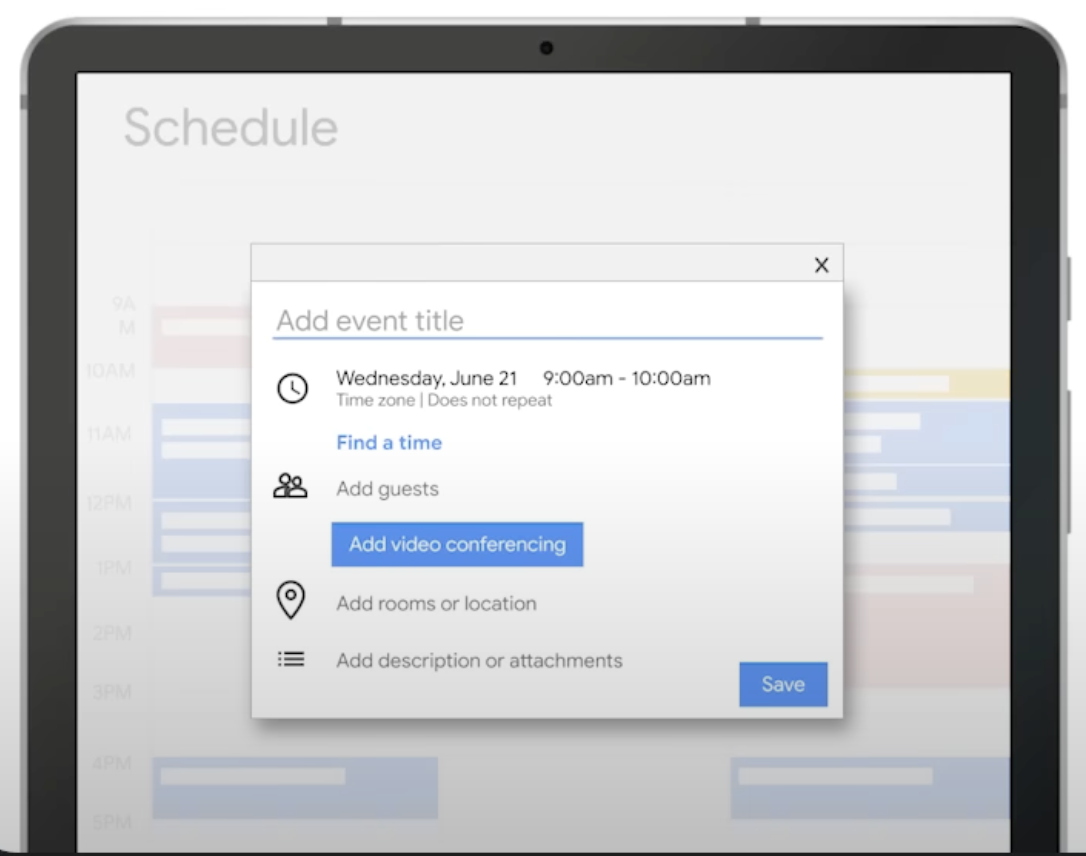 Schedule
X
Add event title
9A
M
Wednesday, June 21 9:00am - 10:00am
10AM
Time zone | Does not repeat
11AM
Find a time
Add guests
12PM
Add video conferencing
1PM
Add rooms or location
2PM
Add description or attachments
3PM
Save
4PM
5PM